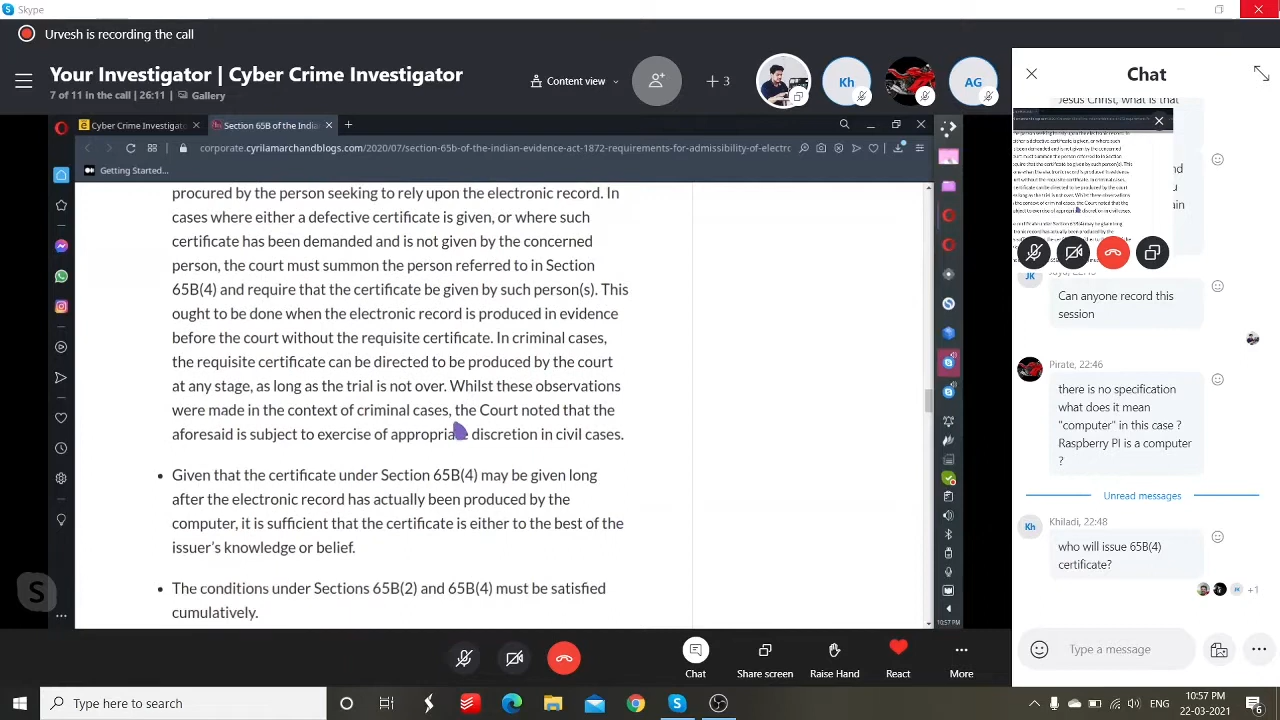 Skype
Urvesh is recording the call
Your Investigator | Cyber Crime Investigator
7 of 11 in the call | 26:11 | Gallery
Content view
+3
Kh
AG
Cyber Crime Investigat
Section 65B of the Ind
corporate.cyrilamarchan
020/07/section-65b-of-the-indian-evidence-act-1872-requirements-for-admissibility-of-electro
Getting Started...
procured by the person seeking to rely upon the electronic record. In
cases where either a defective certificate is given, or where such
certificate has been demanded and is not given by the concerned
person, the court must summon the person referred to in Section
65B(4) and require that the certificate be given by such person(s). This
ought to be done when the electronic record is produced in evidence
before the court without the requisite certificate. In criminal cases,
the requisite certificate can be directed to be produced by the court
at any stage, as long as the trial is not over. Whilst these observations
were made in the context of criminal cases, the Court noted that the
aforesaid is subject to exercise of appropriate discretion in civil cases.
• Given that the certificate under Section 65B(4) may be given long
after the electronic record has actually been produced by the
computer, it is sufficient that the certificate is either to the best of the
issuer's knowledge or belief.
• The conditions under Sections 65B(2) and 65B(4) must be satisfied
cumulatively.
10:57 PM
Chat
Share screen
Raise Hand
React
More
Chat
Jesus Christ, what is that
JK
Can anyone record this
session
Pirate, 22:46
there is no specification
what does it mean
"computer" in this case ?
Raspberry PI is a computer
?
Unread messages
Kh
Khiladi, 22:48
who will issue 65B(4)
certificate?
JK
+1
Type a message
Type here to search
ENG
10:57 PM
22-03-2021
6